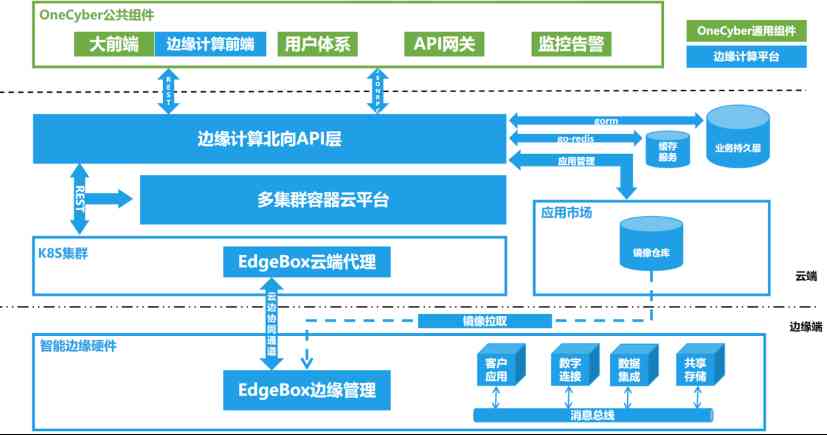 OneCyber公共组件
大前端
边缘计算前端
用户体系
API网关
监控告警
OneCyber通用组件
边缘计算平台
REST
边缘计算北向API层
gorm
go-redis
应用管理
缓存
服务
业务持久层
REST
多集群容器云平台
应用市场
镜像仓库
K8S集群
EdgeBox云端代理
云端
云边协同通道
镜像拉取
边缘端
智能边缘硬件
EdgeBox边缘管理
客户
应用
数字
连接
数据
集成
共享
存储
消息总线